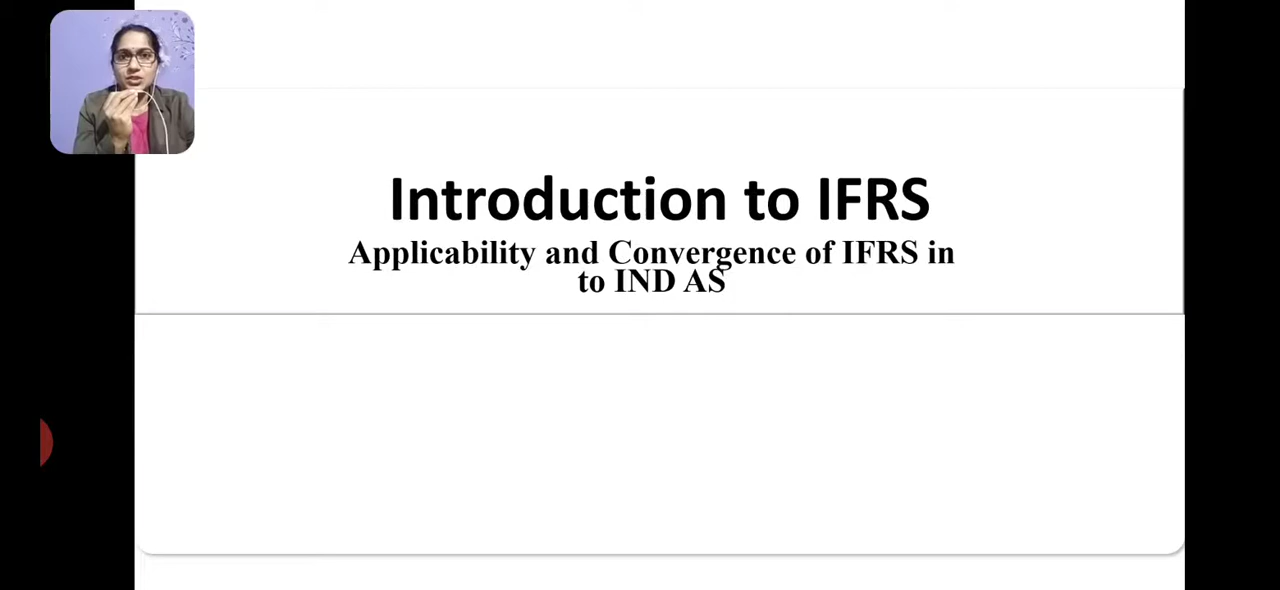 Introduction to IFRS
Applicability and Convergence of IFRS in
to IND AS